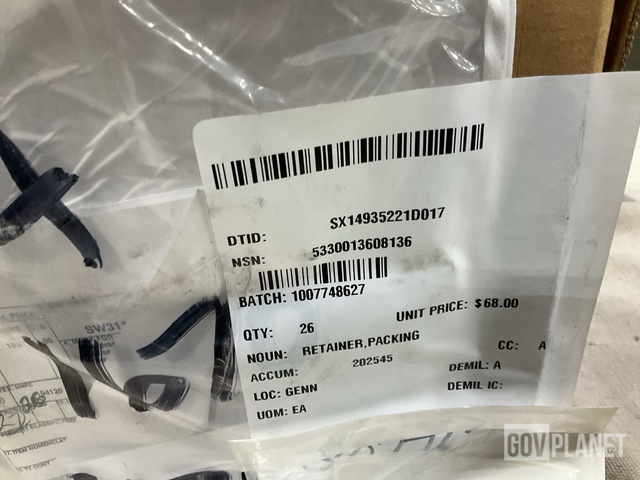 SX14935221D017
DTID:
NSN: 5330013608136
BATCH: 1007748627
QTY: 26 UNIT PRICE: $68.00
NOUN: RETAINER,PACKING CC: A
ACCUM: 202545
LOC: GENN DEMIL: A
UOM: EA DEMIL IC:
SW31*
167
GOVPLANET